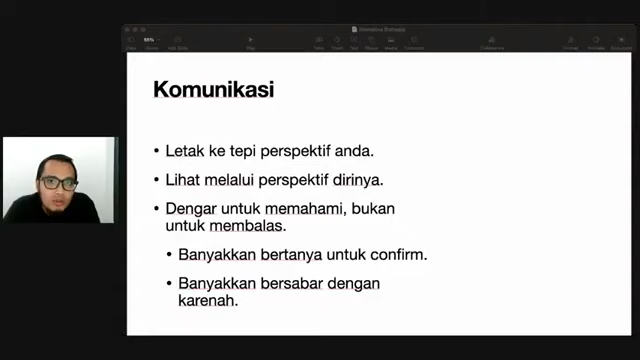 Komunikasi
• Letak ke tepi perspektif anda.
• Lihat melalui perspektif dirinya.
• Dengar untuk memahami, bukan
untuk membalas.
• Banyakkan bertanya untuk confirm.
• Banyakkan bersabar dengan
karenah.